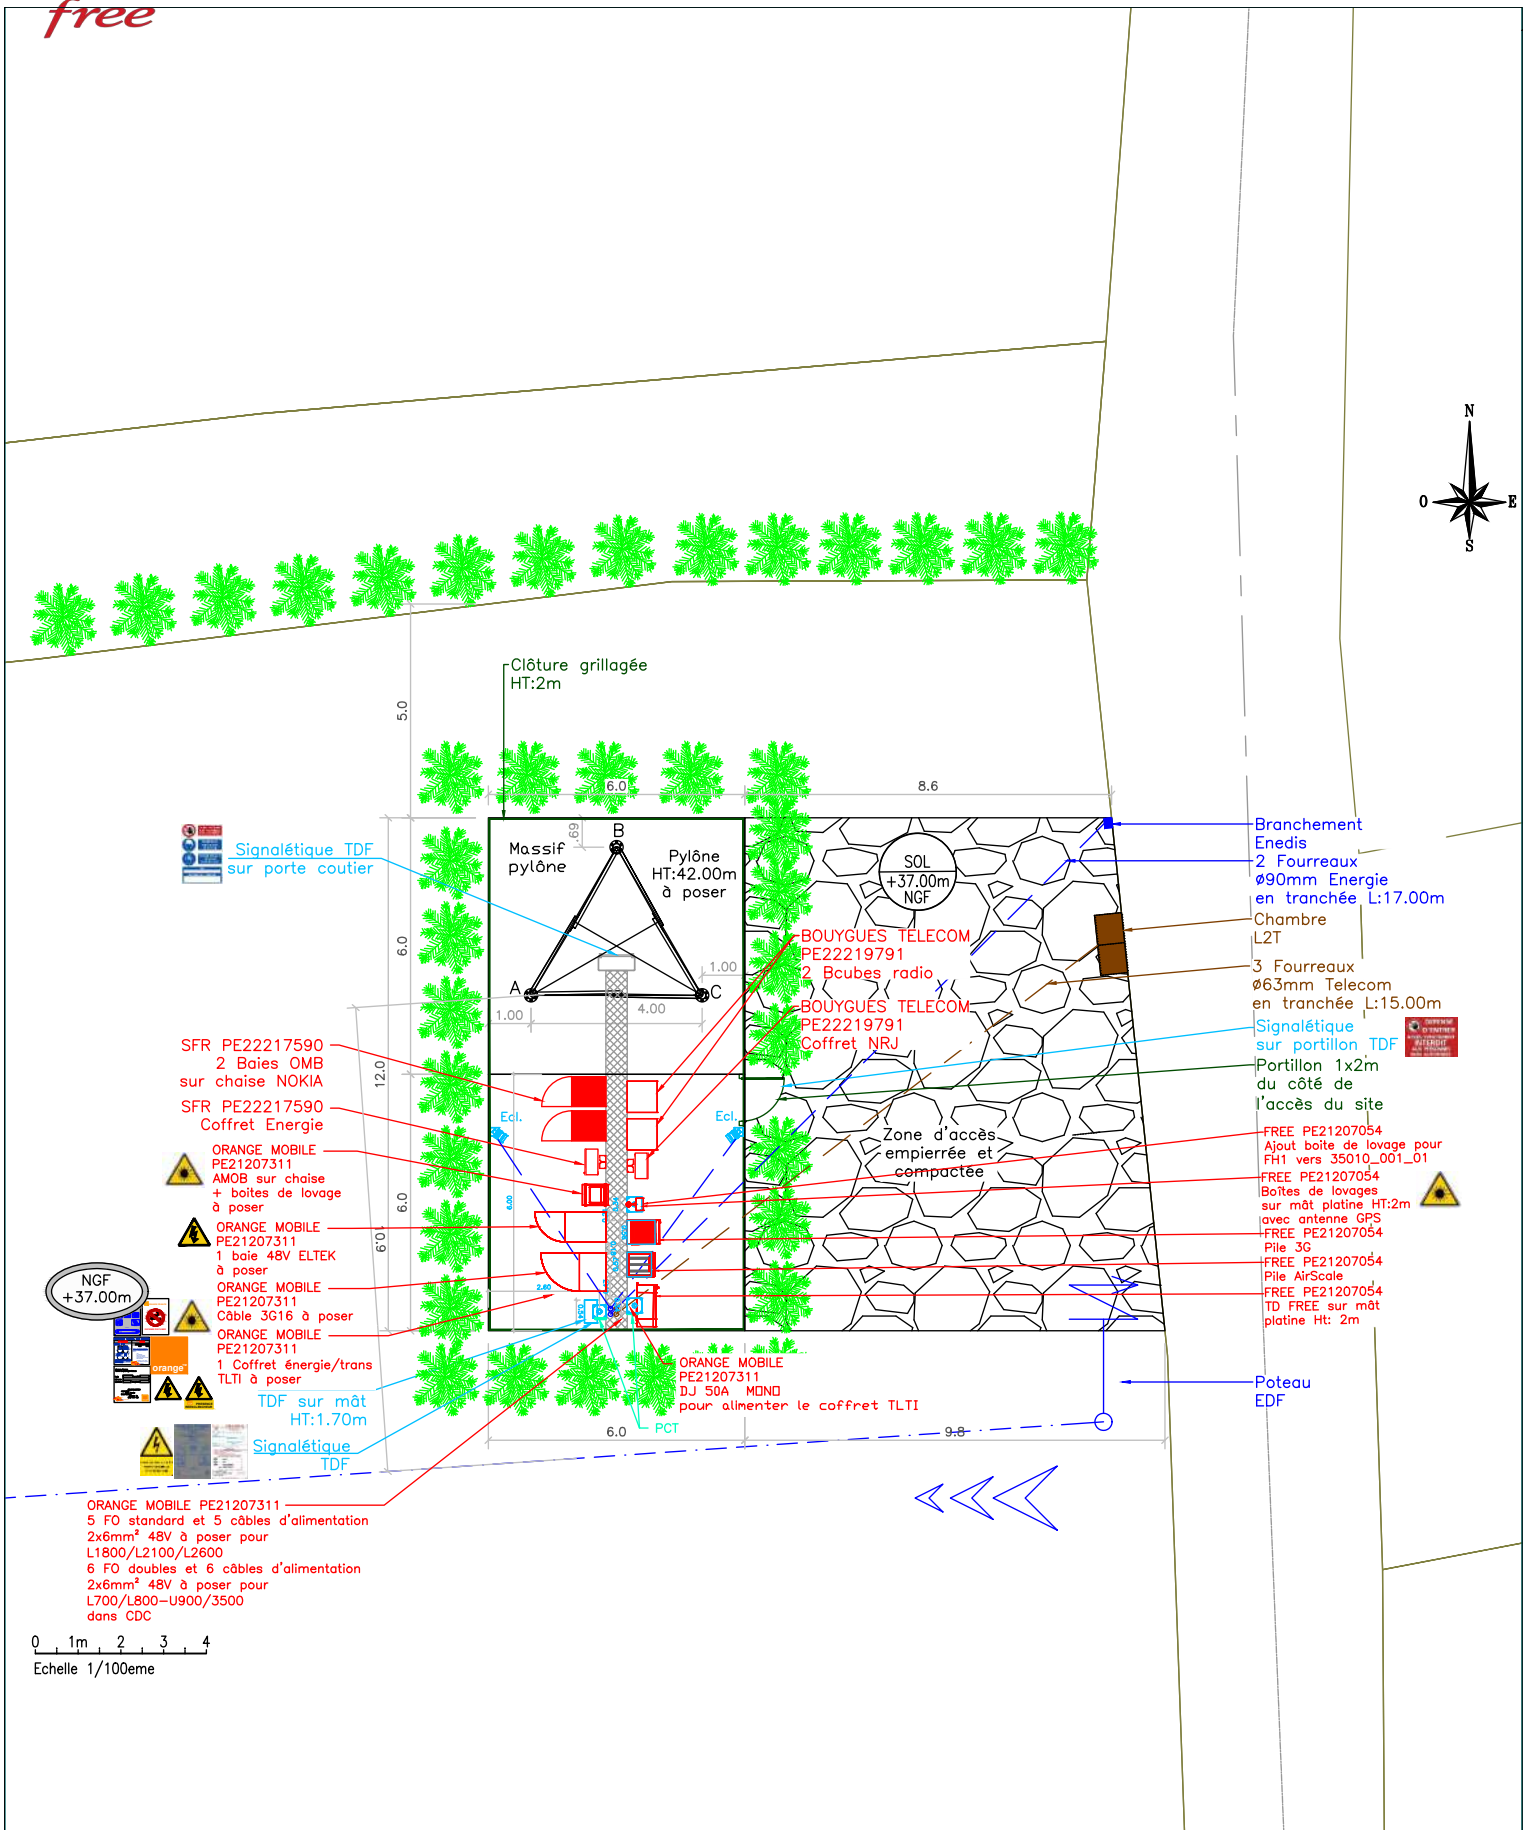 free
N
O
E
S
Clôture grillagée
HT:2m
5.0
6.0
8.6
.69
B
Massif
pylône
Pylône
HT:42.00m
à poser
A
C
1.00
4.00
1.00
SOL
+37.00m
NGF
Signalétique TDF
sur porte coutier
6.0
12.0
6.0
10.9
SFR PE22217590
2 Baies OMB
sur chaise NOKIA
SFR PE22217590
Coffret Energie
ORANGE MOBILE
PE21207311
AMOB sur chaise
+ boites de lovage
à poser
ORANGE MOBILE
PE21207311
1 baie 48V ELTEK
à poser
ORANGE MOBILE
PE21207311
Câble 3G16 à poser
ORANGE MOBILE
PE21207311
1 Coffret énergie/trans
TLTI à poser
TDF sur mât
HT:1.70m
Signalétique
TDF
NGF
+37.00m
orange
ORANGE MOBILE PE21207311
5 FO standard et 5 câbles d'alimentation
2x6mm² 48V à poser pour
L1800/L2100/L2600
6 FO doubles et 6 câbles d'alimentation
2x6mm² 48V à poser pour
L700/L800-U900/3500
dans CDC
0 1m 2 3 4
Echelle 1/100eme
BOUYGUES TELECOM
PE22219791
2 Bcubes radio
BOUYGUES TELECOM
PE22219791
Coffret NRJ
Ecl.
Ecl.
6.00
2.60
Zone d'accès
empierrée et
compactée
ORANGE MOBILE
PE21207311
DJ 50A MONO
pour alimenter le coffret TLTI
PCT
6.0
9.8
Branchement
Enedis
2 Fourreaux
ø90mm Energie
en tranchée L:17.00m
Chambre
L2T
3 Fourreaux
ø63mm Telecom
en tranchée L:15.00m
Signalétique
sur portillon TDF
DEFENSE
D'ENTRER
INTERDIT
Portillon 1x2m
du côté de
l'accès du site
FREE PE21207054
Ajout boite de lovage pour
FH1 vers 35010_001_01
FREE PE21207054
Boîtes de lovages
sur mât platine HT:2m
avec antenne GPS
FREE PE21207054
Pile 3G
FREE PE21207054
Pile AirScale
FREE PE21207054
TD FREE sur mât
platine Ht: 2m
Poteau
EDF